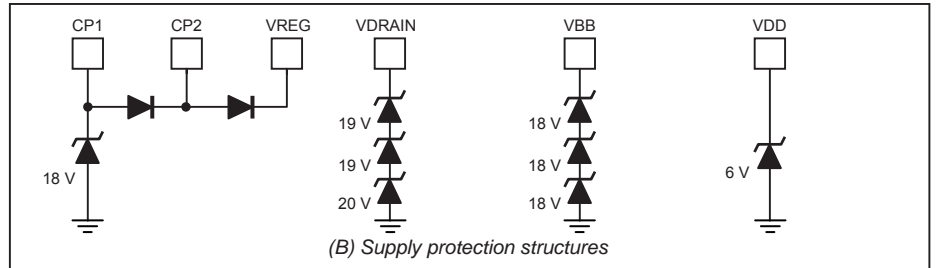 CP1 CP2 VREG VDRAIN VBB VDD
19 V 18 V
18 V 19 V 18 V 6 V
20 V 18 V
(B) Supply protection structures